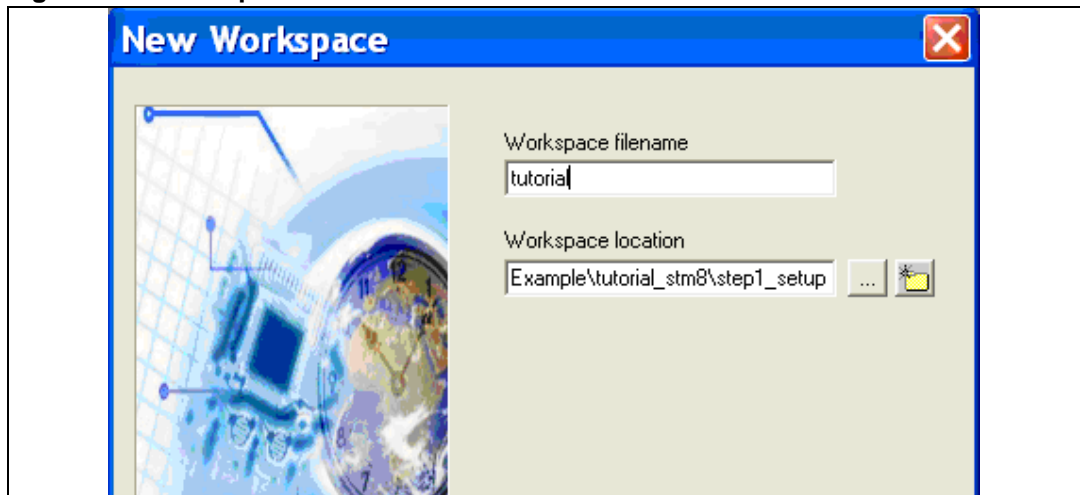 New Workspace
Workspace filename
tutorial
Workspace location
Example\tutorial_stm8\step1_setup
...